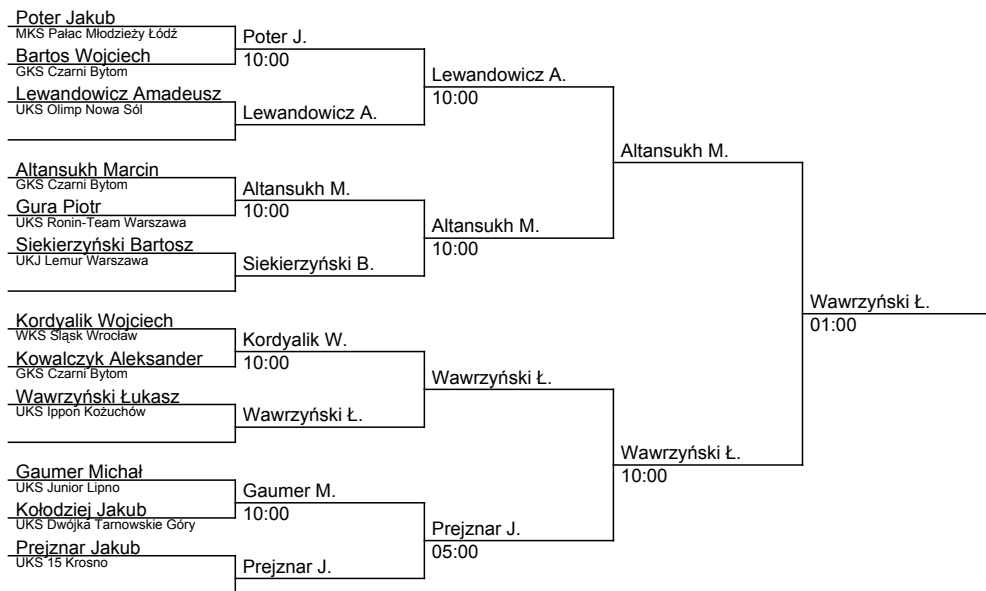 Poter Jakub
MKS Pałac Młodzieży Łódź
Poter J.
10:00
Bartos Wojciech
GKS Czarni Bytom
Lewandowicz A.
10:00
Lewandowicz Amadeusz
UKS Olimp Nowa Sól
Lewandowicz A.
Altansukh M.
Altansukh Marcin
GKS Czarni Bytom
Altansukh M.
10:00
Gura Piotr
UKS Ronin-Team Warszawa
Altansukh M.
10:00
Siekierzyński Bartosz
UKJ Lemur Warszawa
Siekierzyński B.
Wawrzyński Ł.
01:00
Kordyalik Wojciech
WKS Śląsk Wrocław
Kordyalik W.
10:00
Kowalczyk Aleksander
GKS Czarni Bytom
Wawrzyński Ł.
Wawrzyński Łukasz
UKS Ippon Kożuchów
Wawrzyński Ł.
Wawrzyński Ł.
10:00
Gaumer Michał
UKS Junior Lipno
Gaumer M.
10:00
Kołodziej Jakub
UKS Dwójka Tarnowskie Góry
Prejznar J.
05:00
Prejznar Jakub
UKS 15 Krosno
Prejznar J.